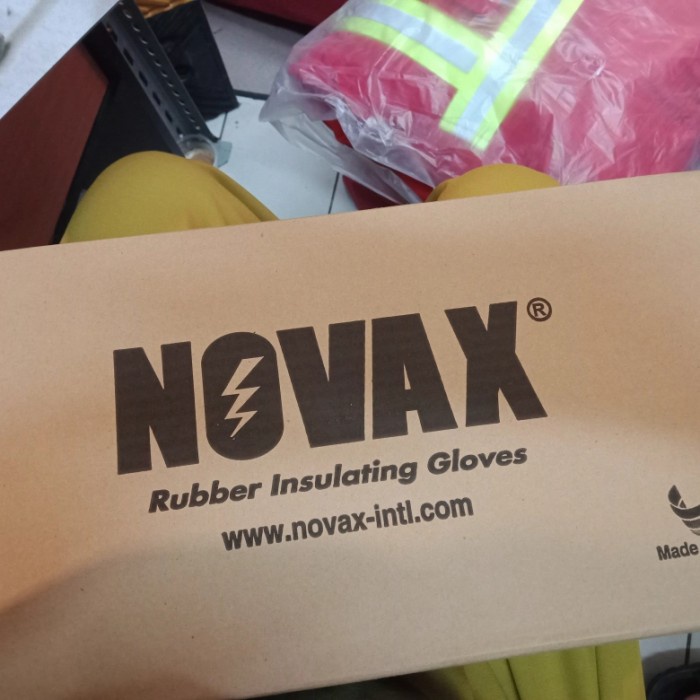 NOVAX®
Rubber Insulating Gloves
www.novax-intl.com
Made